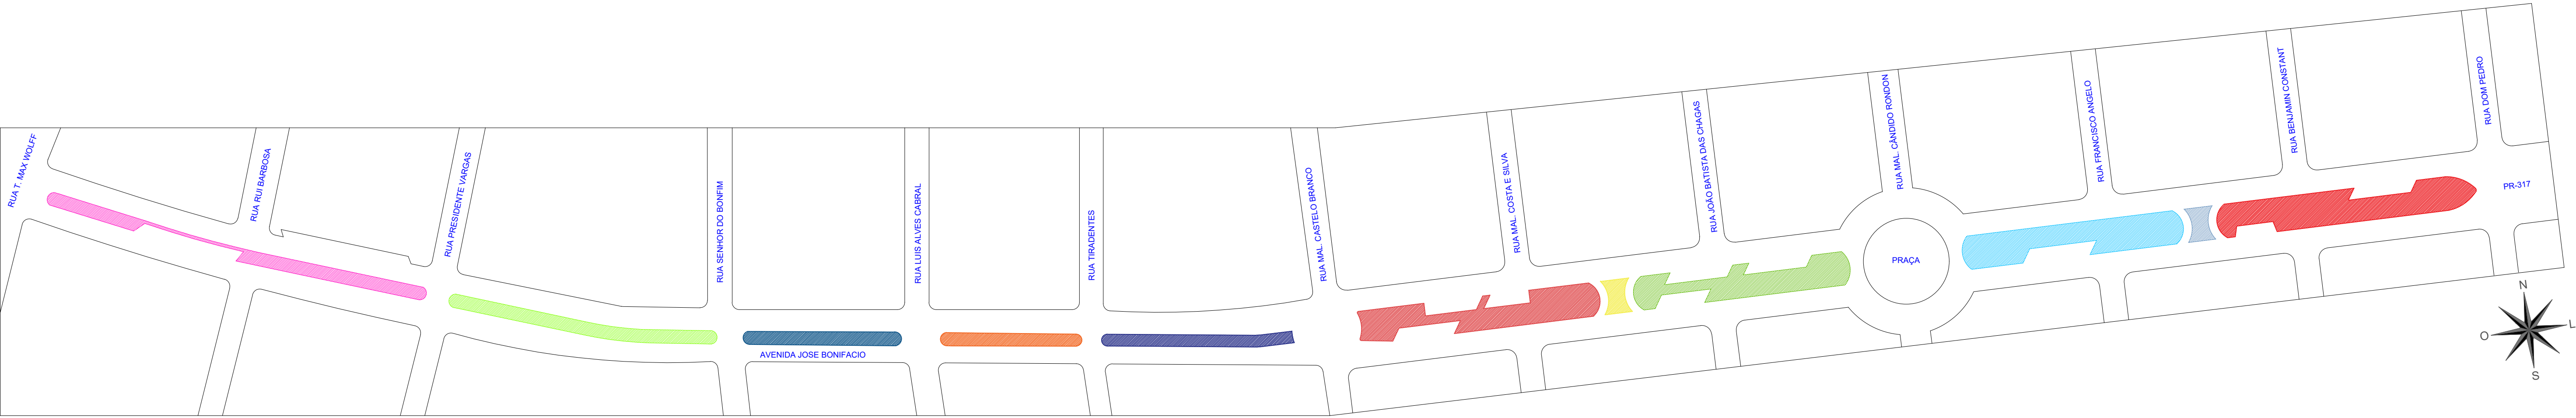 RUA T. MAX WOLFF
RUA RUI BARBOSA
RUA PRESIDENTE VARGAS
RUA SENHOR DO BONFIM
AVENIDA JOSE BONIFACIO
RUA LUIS ALVES CABRAL
RUA TIRADENTES
RUA MAL. CASTELO BRANCO
RUA MAL. COSTA E SILVA
RUA JOÃO BATISTA DAS CHAGAS
RUA MAL. CÂNDIDO RONDON
PRAÇA
RUA FRANCISCO ANGELO
RUA BENJAMIN CONSTANT
RUA DOM PEDRO
PR-317
N
O
L
S